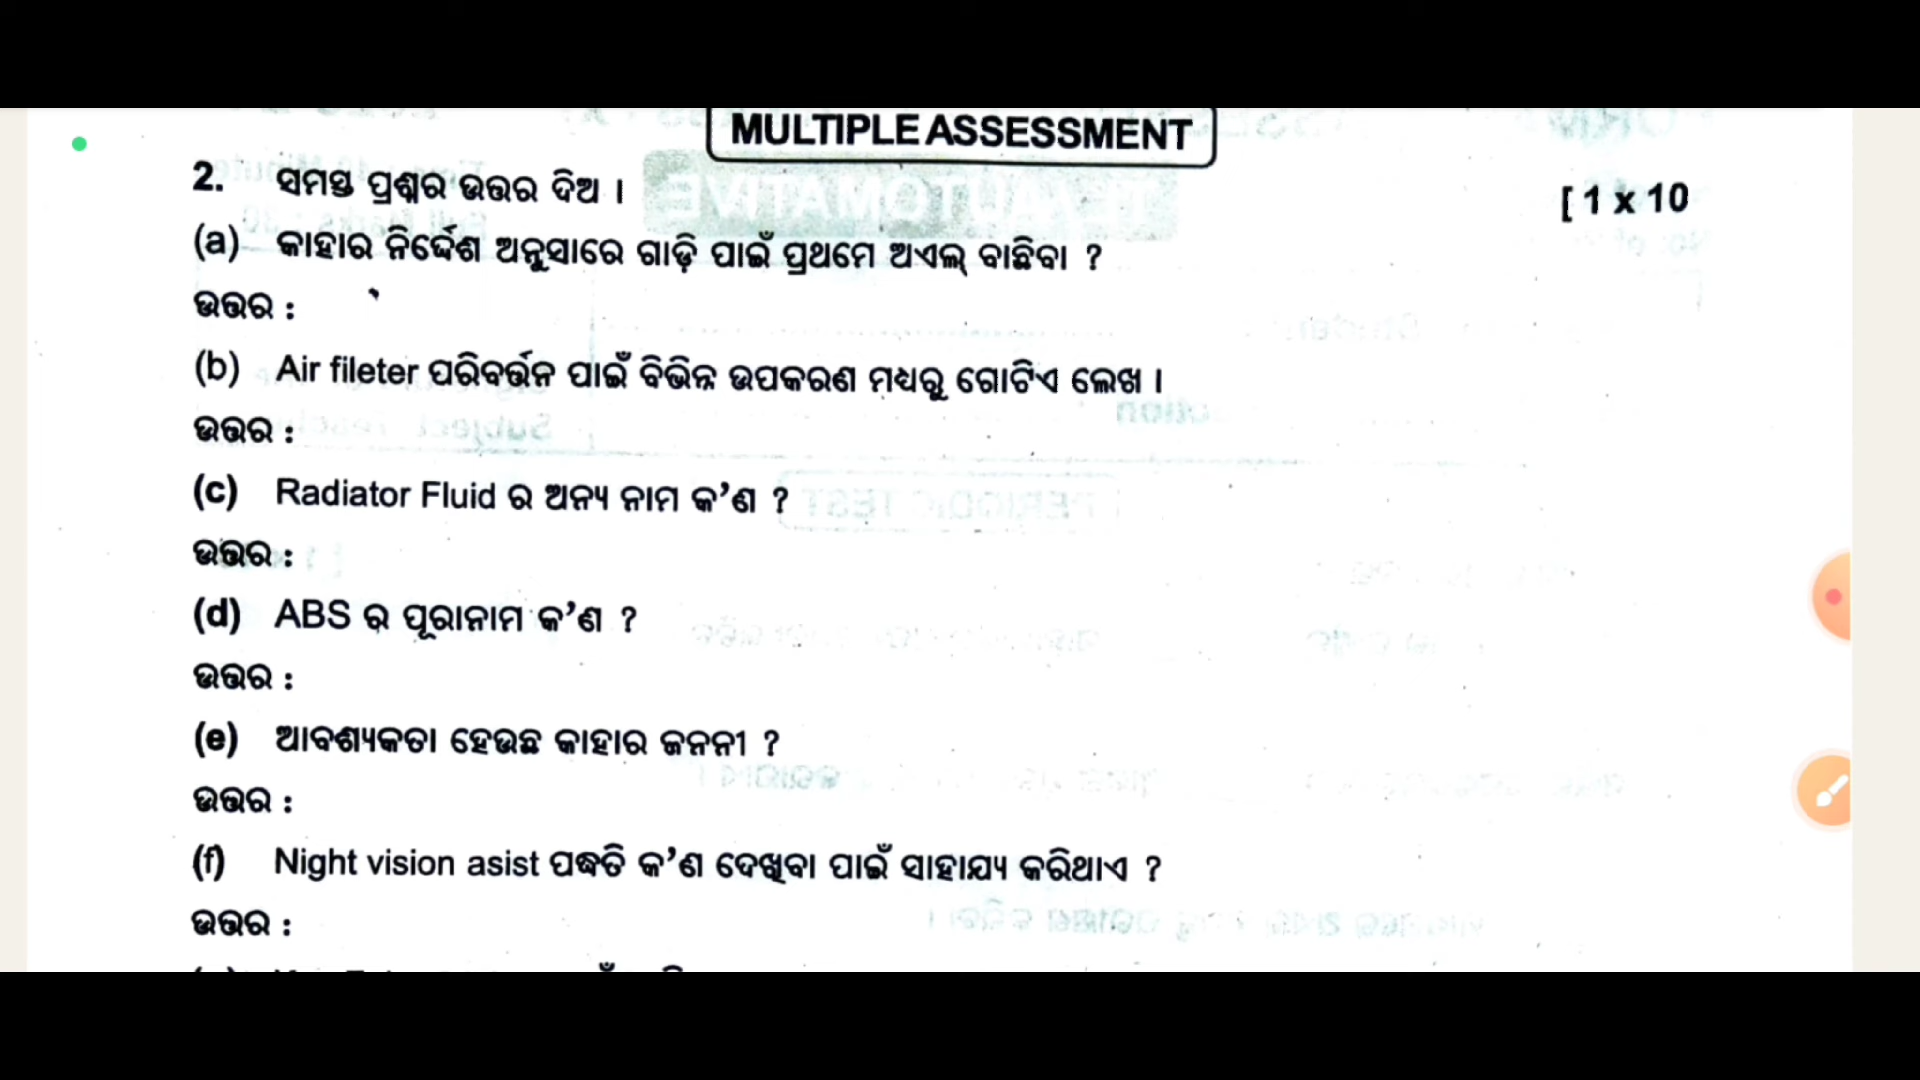 MULTIPLE ASSESSMENT
2. ସମସ୍ତ ପ୍ରଶ୍ନର ଉତ୍ତର ଦିଅ ।
[ 1 x 10
(a) କାହାର ନିର୍ଦ୍ଦେଶ ଅନୁସାରେ ଗାଡ଼ି ପାଇଁ ପ୍ରଥମେ ଅଏଲ୍ ବାଛିବା ?
ଉତ୍ତର :
(b) Air fileter ପରିବର୍ତ୍ତନ ପାଇଁ ବିଭିନ୍ନ ଉପକରଣ ମଧ୍ୟରୁ ଗୋଟିଏ ଲେଖ ।
ଉତ୍ତର :
(c) Radiator Fluid ର ଅନ୍ୟ ନାମ କ’ଣ ?
ଉତ୍ତର :
(d) ABS ର ପୂରାନାମ କ’ଣ ?
ଉତ୍ତର :
(e) ଆବଶ୍ୟକତା ହେଉଛ କାହାର ଜନନୀ ?
ଉତ୍ତର :
(f) Night vision asist ପଦ୍ଧତି କ’ଣ ଦେଖିବା ପାଇଁ ସାହାଯ୍ୟ କରିଥାଏ ?
ଉତ୍ତର :